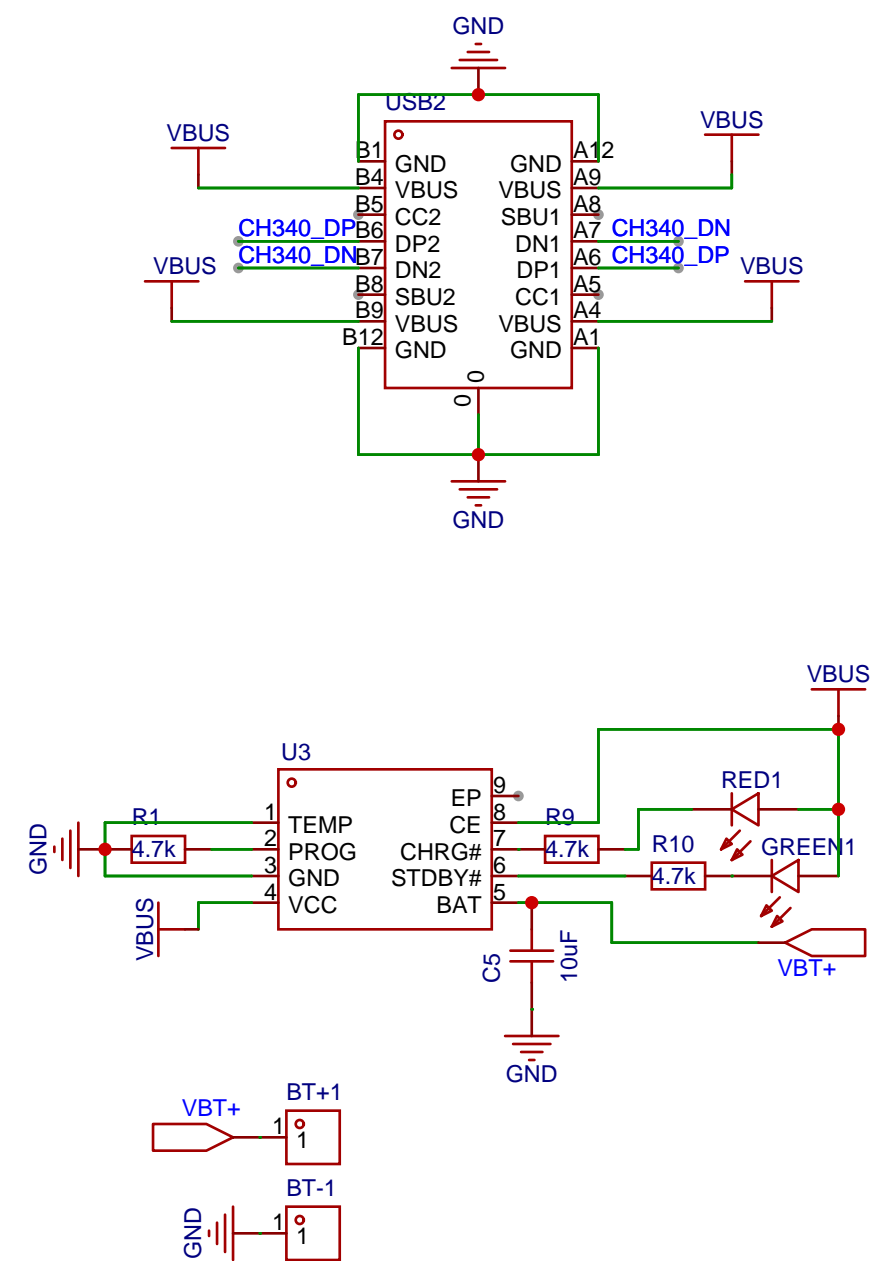 GND
USB2
VBUS
VBUS
B1 GND GND A12
B4 VBUS VBUS A9
B5 CC2 SBU1 A8
CH340_DP B6 DP2 DN1 A7 CH340_DN
CH340_DN B7 DN2 DP1 A6 CH340_DP
VBUS
VBUS
B8 SBU2 CC1 A5
B9 VBUS VBUS A4
B12 GND GND A1
0
0
GND
VBUS
U3
RED1
EP 9
R1
1 TEMP CE 8
R9
GND
4.7k
2 PROG CHRG# 7
4.7k
R10
GREEN1
3 GND STDBY# 6
4.7k
VBUS
4 VCC BAT 5
C5
10uF
VBT+
GND
BT+1
VBT+
1
1
BT-1
GND
1
1